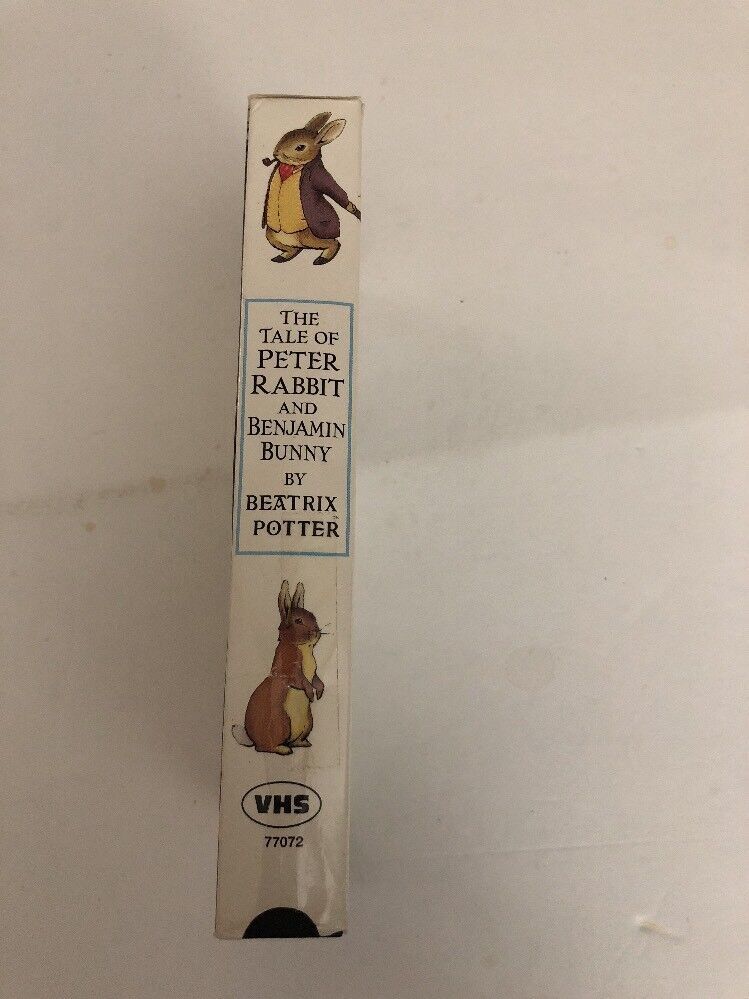 THE
TALE OF
PETER
RABBIT
AND
BENJAMIN
BUNNY
BY
BEATRIX
POTTER
VHS
77072